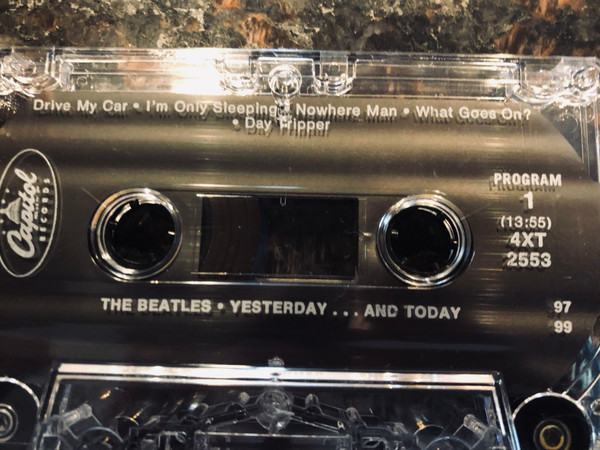 Drive My Car • I'm Only Sleeping • Nowhere Man • What Goes On?
• Day Tripper
Capitol
RECORDS
PROGRAM
1
(13:55)
4XT
2553
THE BEATLES • YESTERDAY . . . AND TODAY
97
99